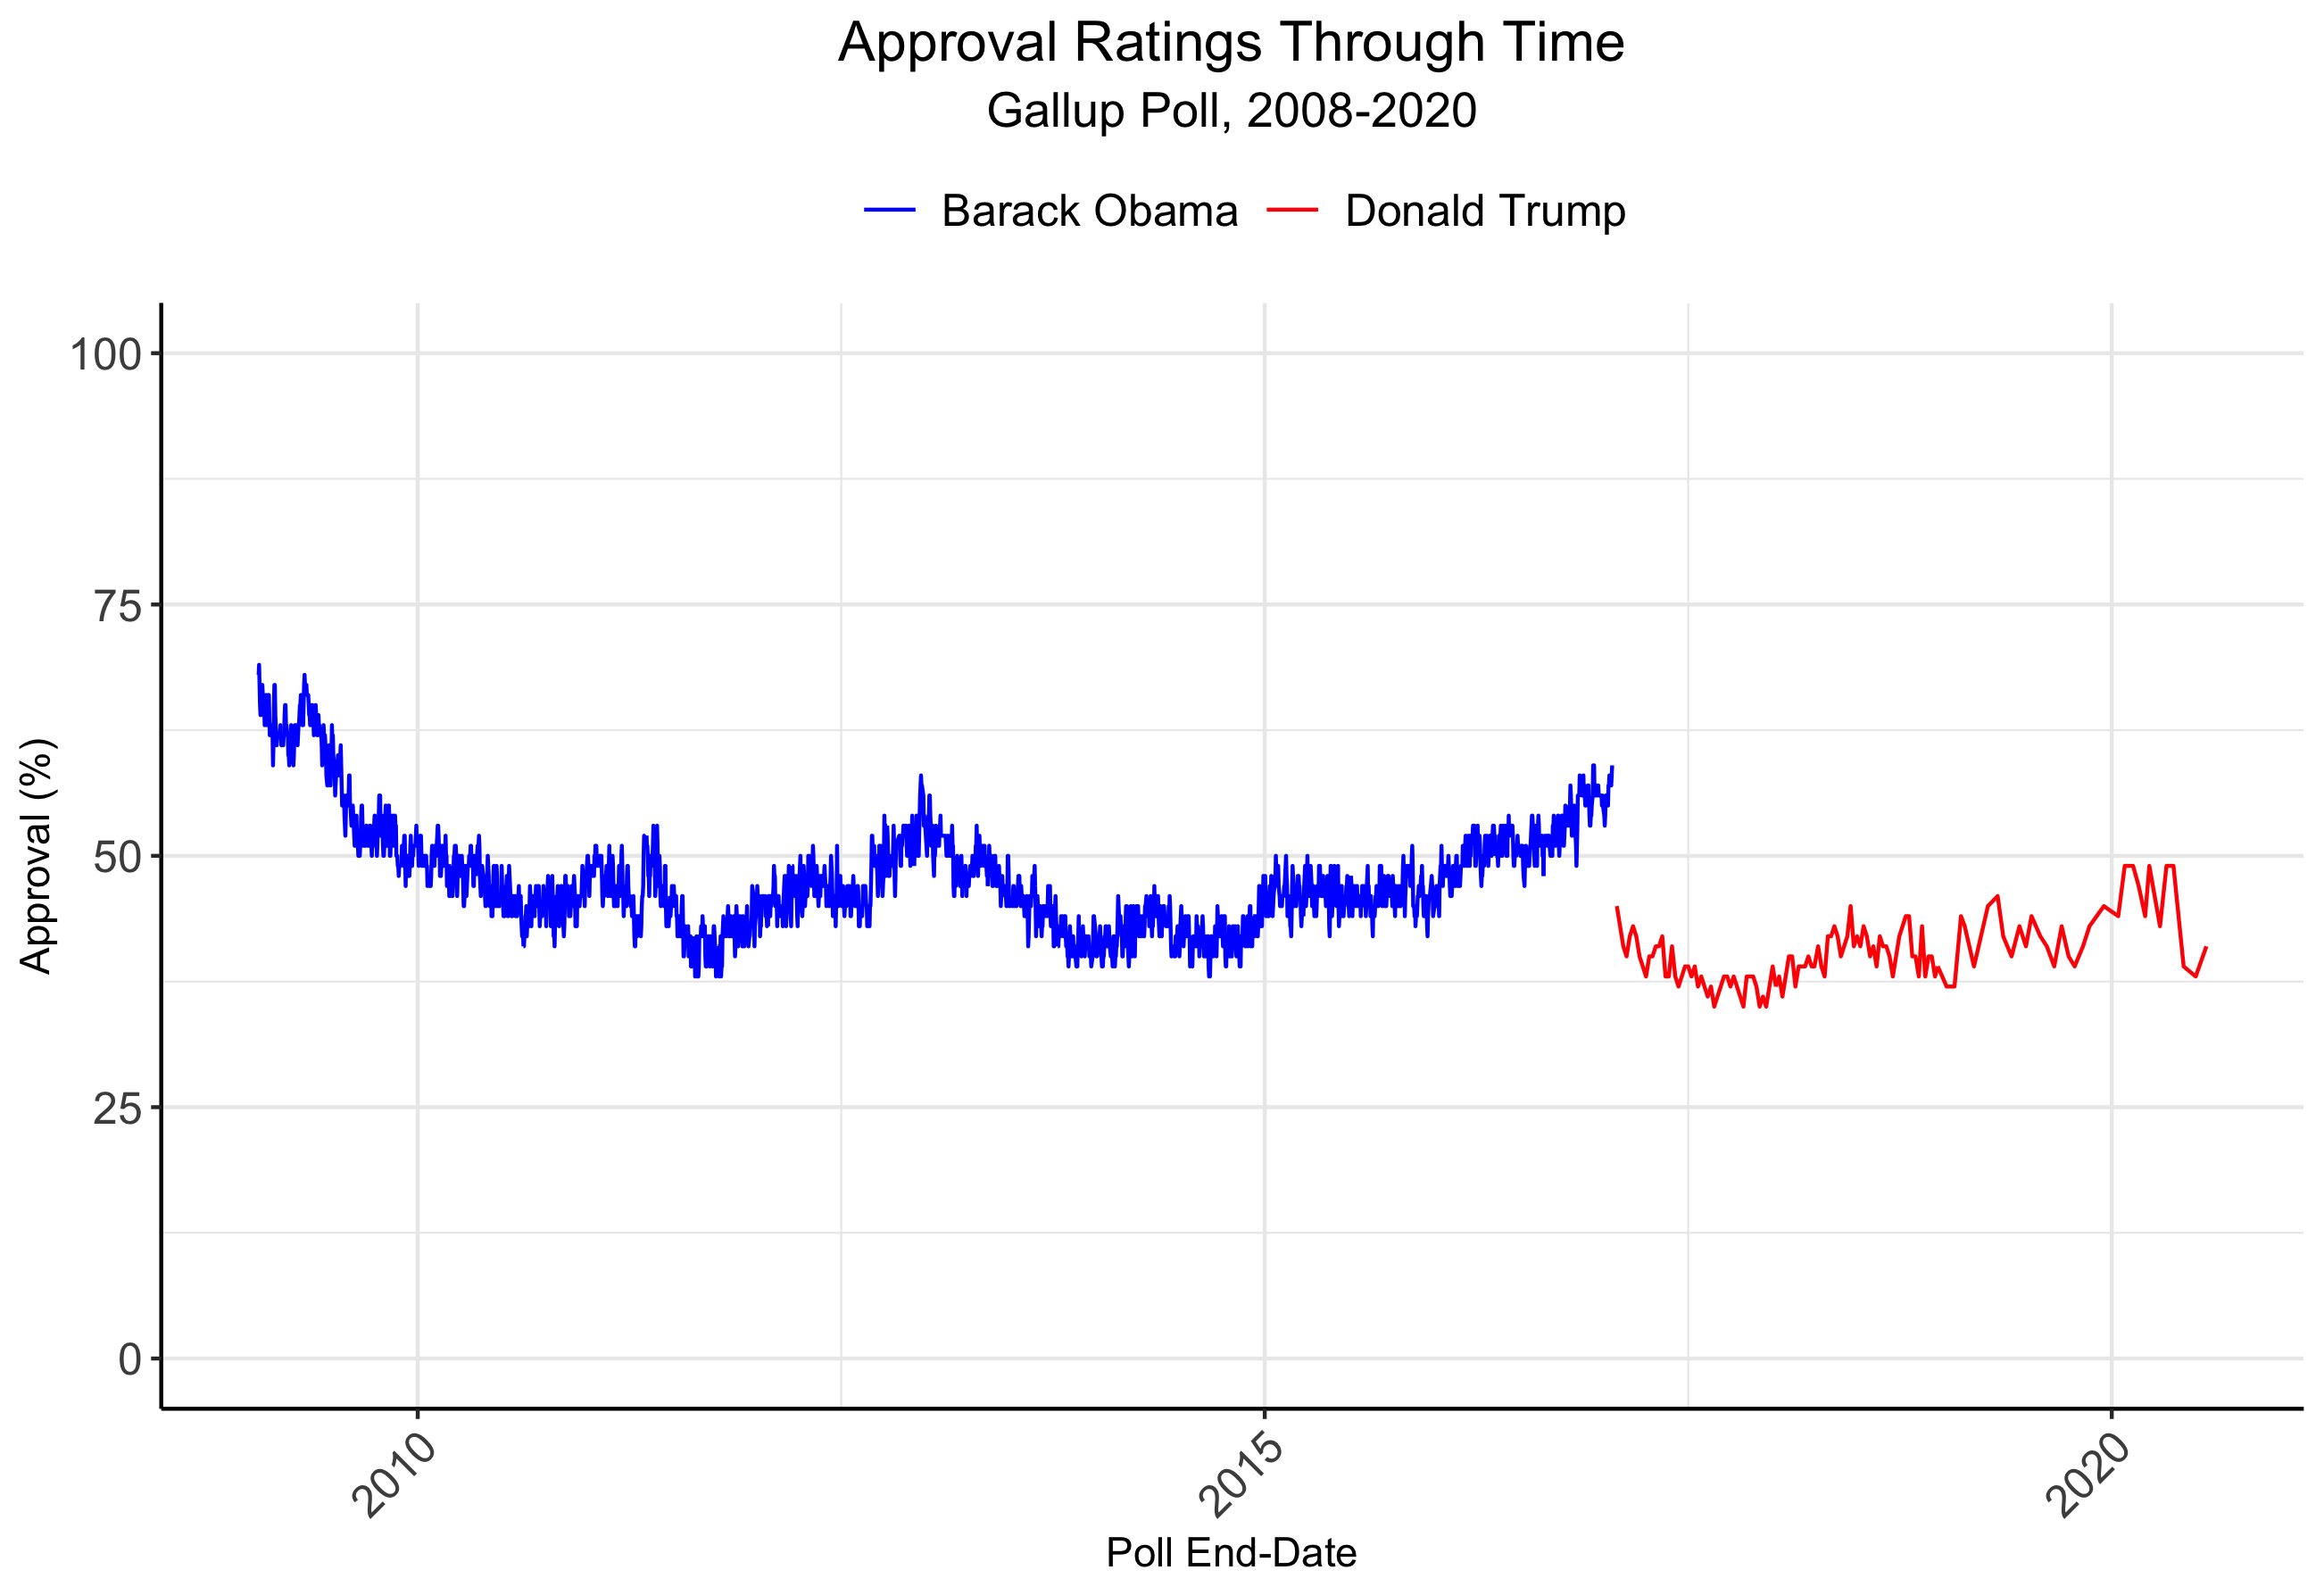 Approval Ratings Through Time
Gallup Poll, 2008-2020
Barack Obama Donald Trump
100
75
50
25
0
Approval (%)
2010 2015 2020
Poll End-Date